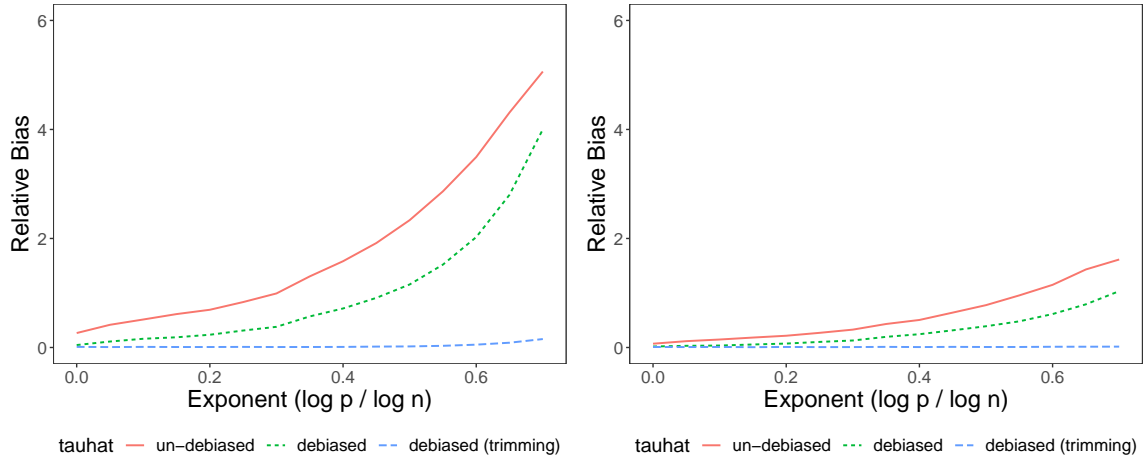 6
4
2
0
Relative Bias
0.0 0.2 0.4 0.6
Exponent (log p / log n)
tauhat un−debiased debiased debiased (trimming)
6
4
2
0
Relative Bias
0.0 0.2 0.4 0.6
Exponent (log p / log n)
tauhat un−debiased debiased debiased (trimming)